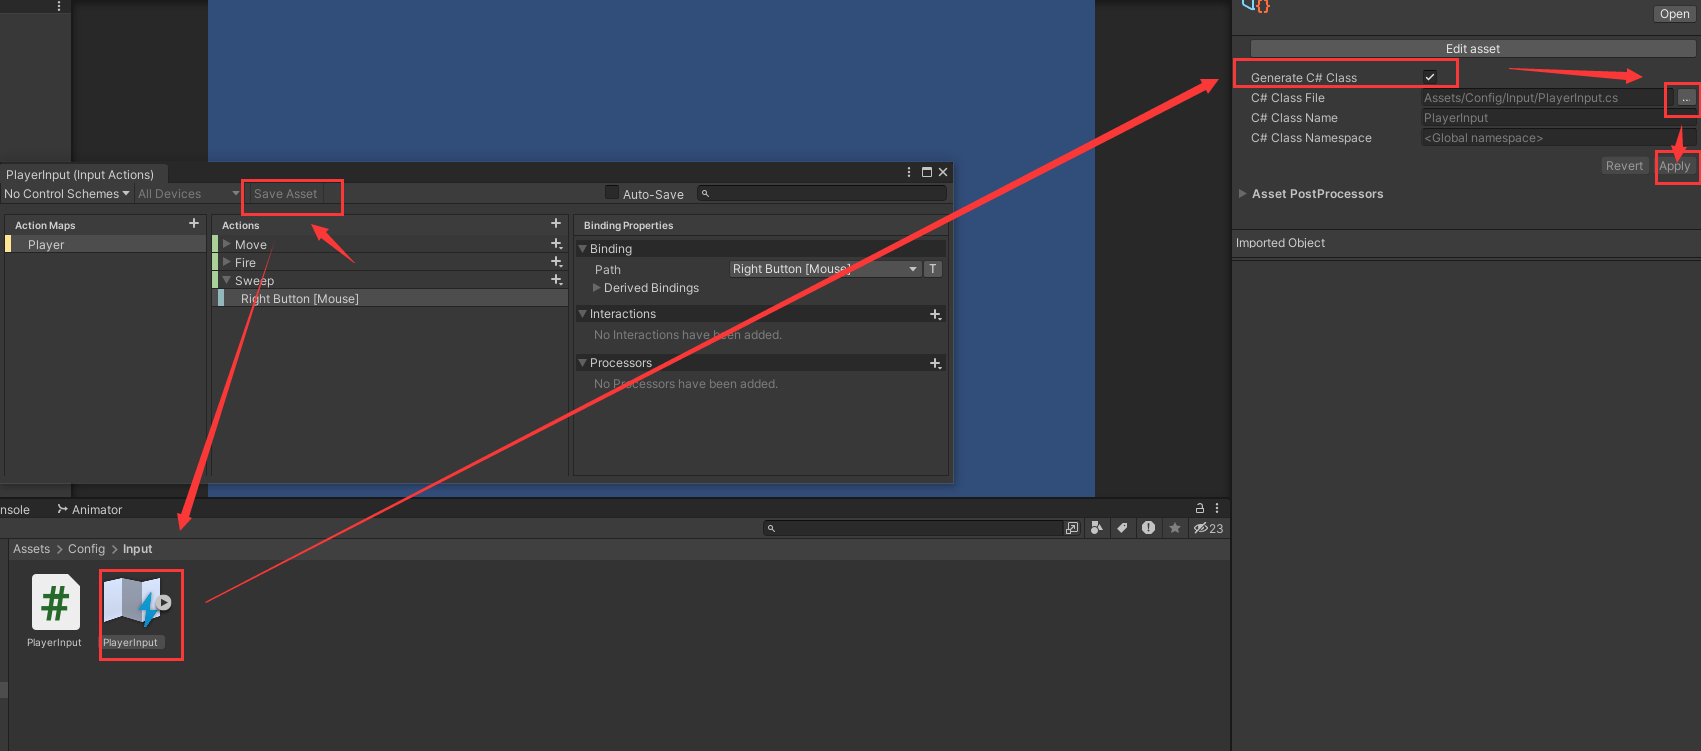 Open
Edit asset
Generate C# Class
C# Class File
Assets/Config/Input/PlayerInput.cs
...
C# Class Name
PlayerInput
C# Class Namespace
<Global namespace>
Revert
Apply
Asset PostProcessors
Imported Object
PlayerInput (Input Actions)
No Control Schemes
All Devices
Save Asset
Auto-Save
Action Maps
Player
Actions
Move
Fire
Sweep
Right Button [Mouse]
Binding Properties
Binding
Path
Right Button [Mouse]
T
Derived Bindings
Interactions
No Interactions have been added.
Processors
No Processors have been added.
nsole
Animator
23
Assets > Config > Input
PlayerInput
PlayerInput